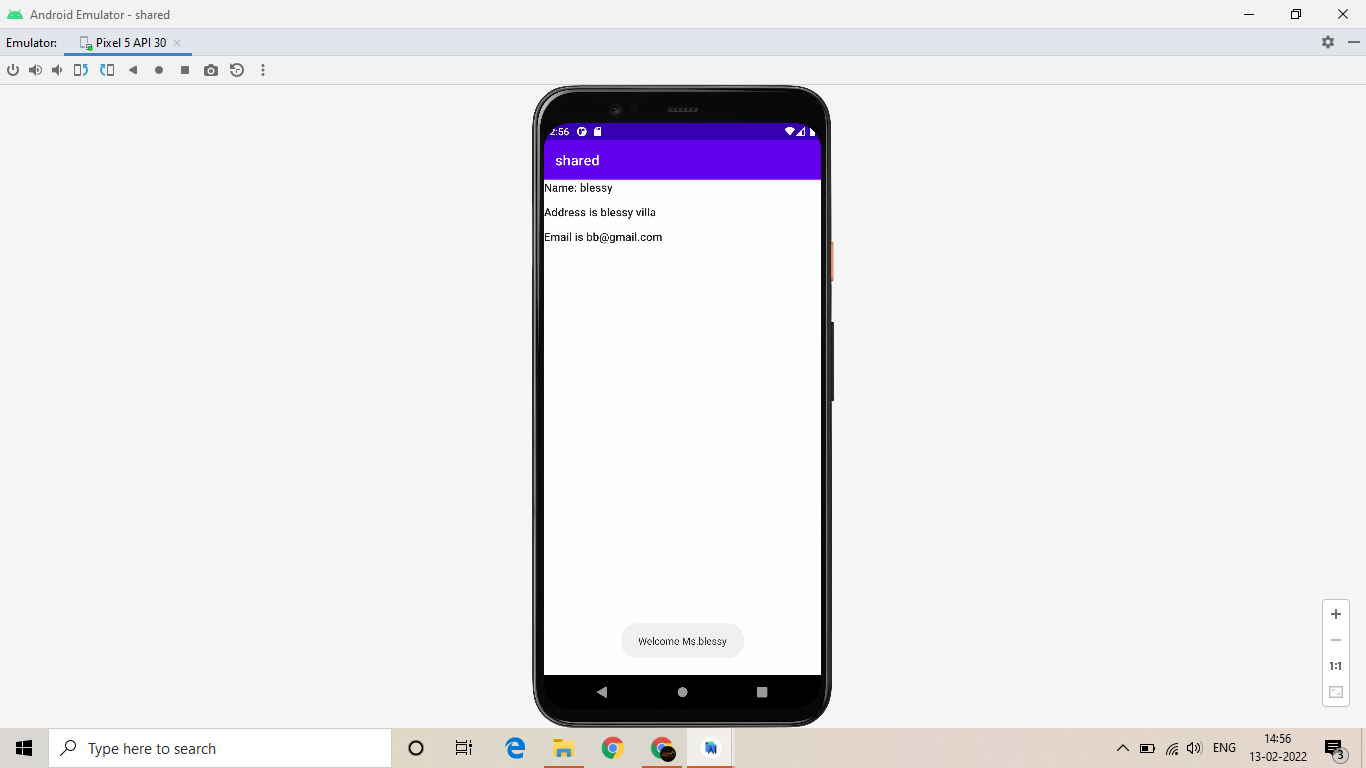 Android Emulator - shared
Emulator: Pixel 5 API 30
2:56
shared
Name: blessy
Address is blessy villa
Email is bb@gmail.com
Welcome Ms.blessy
1:1
Type here to search
ENG
14:56
13-02-2022
3